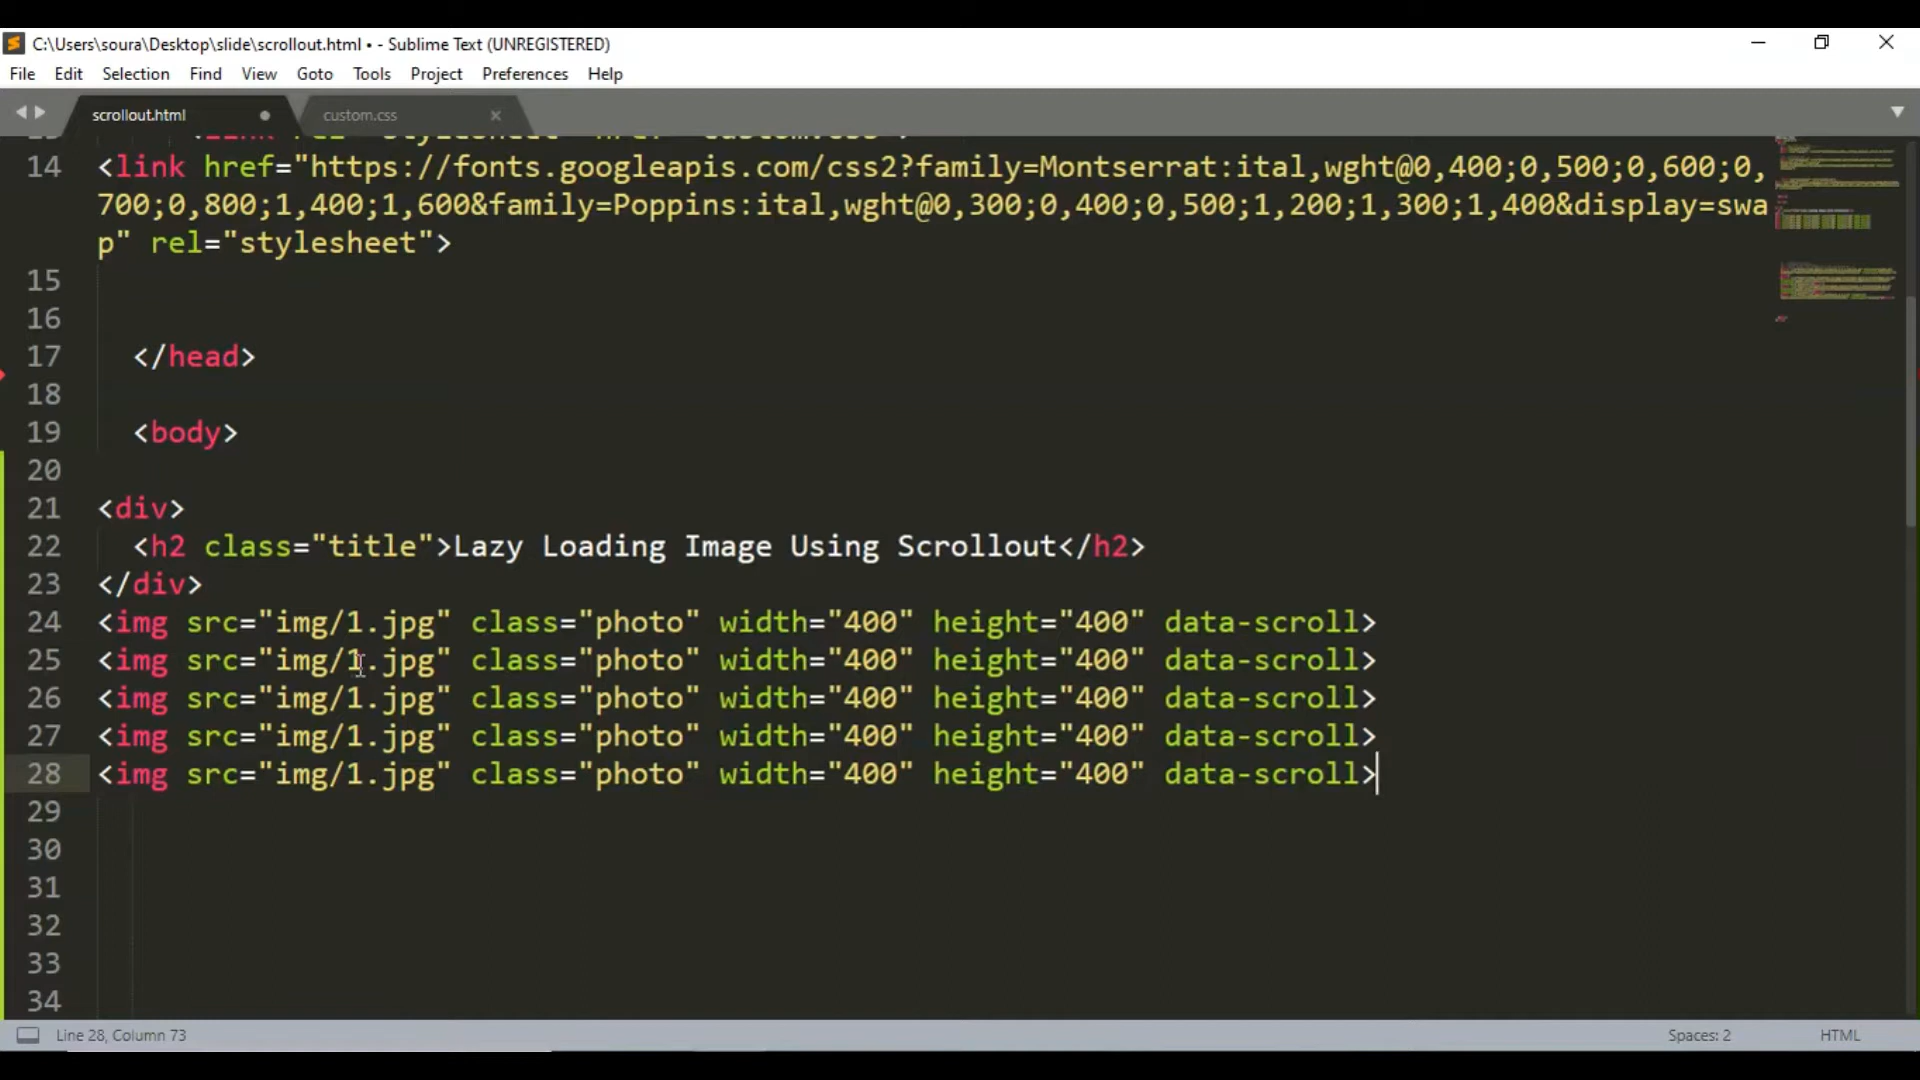 C:\Users\soura\Desktop\slide\scrollout.html • - Sublime Text (UNREGISTERED)
File Edit Selection Find View Goto Tools Project Preferences Help
scrollout.html custom.css
14 <link href="https://fonts.googleapis.com/css2?family=Montserrat:ital,wght@0,400;0,500;0,600;0,
700;0,800;1,400;1,600&family=Poppins:ital,wght@0,300;0,400;0,500;1,200;1,300;1,400&display=swa
p" rel="stylesheet">
15
16
17 </head>
18
19 <body>
20
21 <div>
22 <h2 class="title">Lazy Loading Image Using Scrollout</h2>
23 </div>
24 <img src="img/1.jpg" class="photo" width="400" height="400" data-scroll>
25 <img src="img/1.jpg" class="photo" width="400" height="400" data-scroll>
26 <img src="img/1.jpg" class="photo" width="400" height="400" data-scroll>
27 <img src="img/1.jpg" class="photo" width="400" height="400" data-scroll>
28 <img src="img/1.jpg" class="photo" width="400" height="400" data-scroll>
29
30
31
32
33
34
Line 28, Column 73 Spaces: 2 HTML